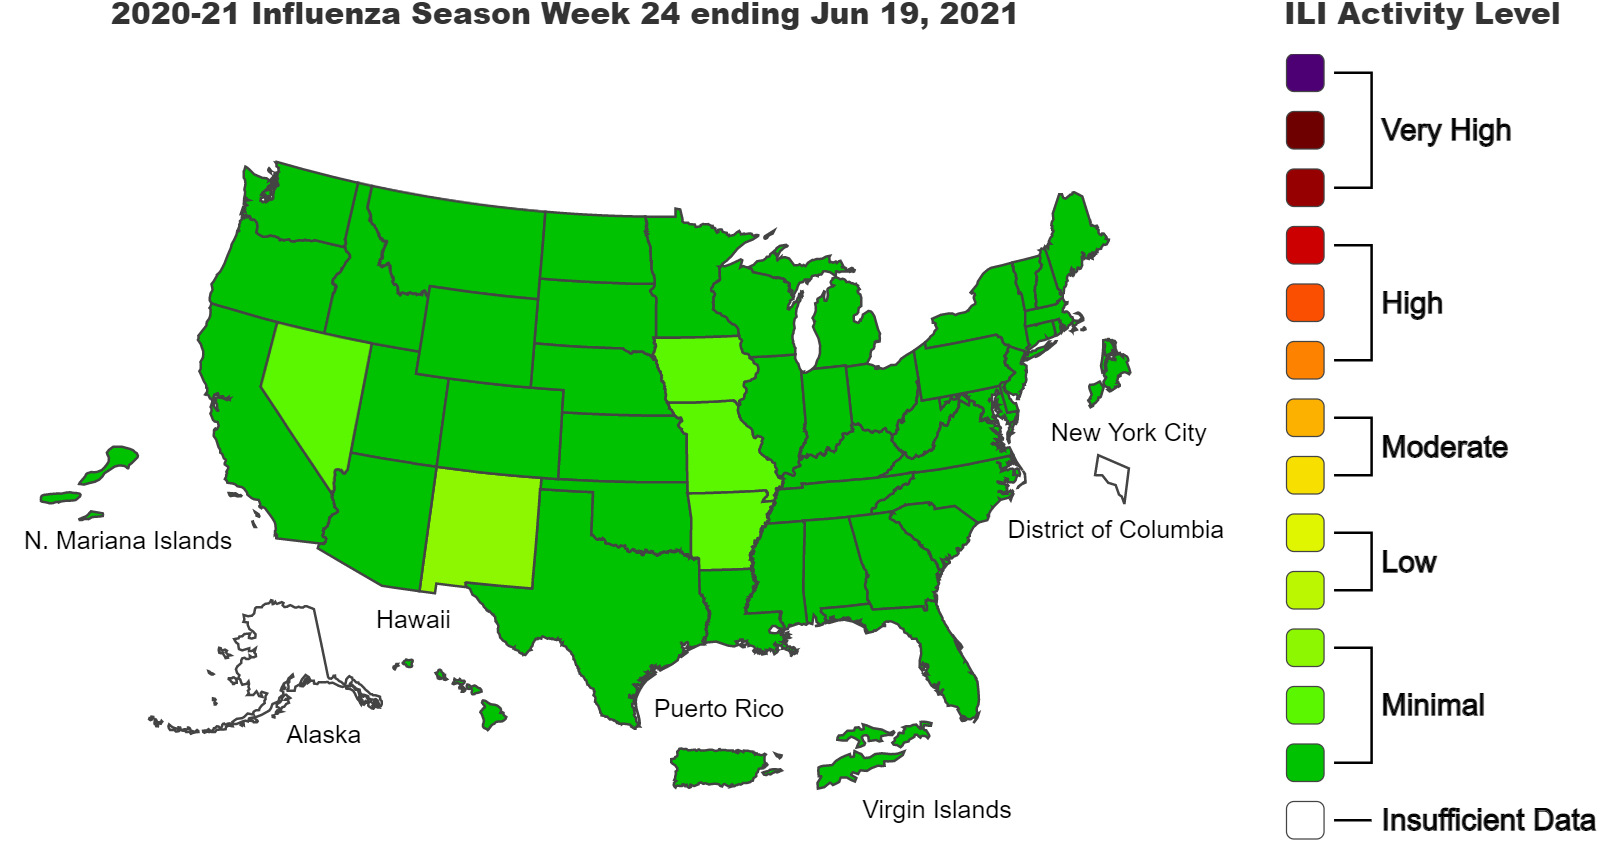 2020-21 Influenza Season Week 24 ending Jun 19, 2021
ILI Activity Level
Very High
High
Moderate
Low
Minimal
Insufficient Data
New York City
District of Columbia
N. Mariana Islands
Hawaii
Alaska
Puerto Rico
Virgin Islands